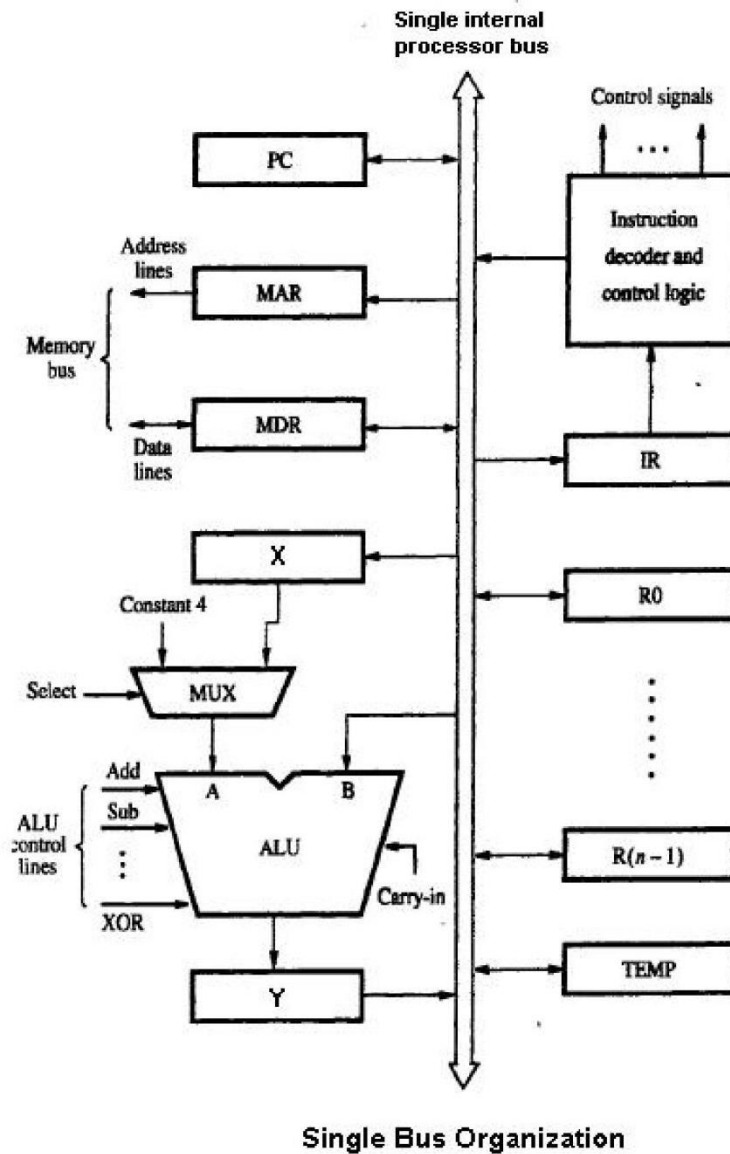 Single internal
processor bus
Control signals
PC
Instruction
decoder and
control logic
Address
lines
MAR
Memory
bus
MDR
Data
lines
IR
X
Constant 4
R0
Select
MUX
Add
A
B
Sub
ALU
control
lines
ALU
R(n – 1)
Carry-in
XOR
TEMP
Y
Single Bus Organization